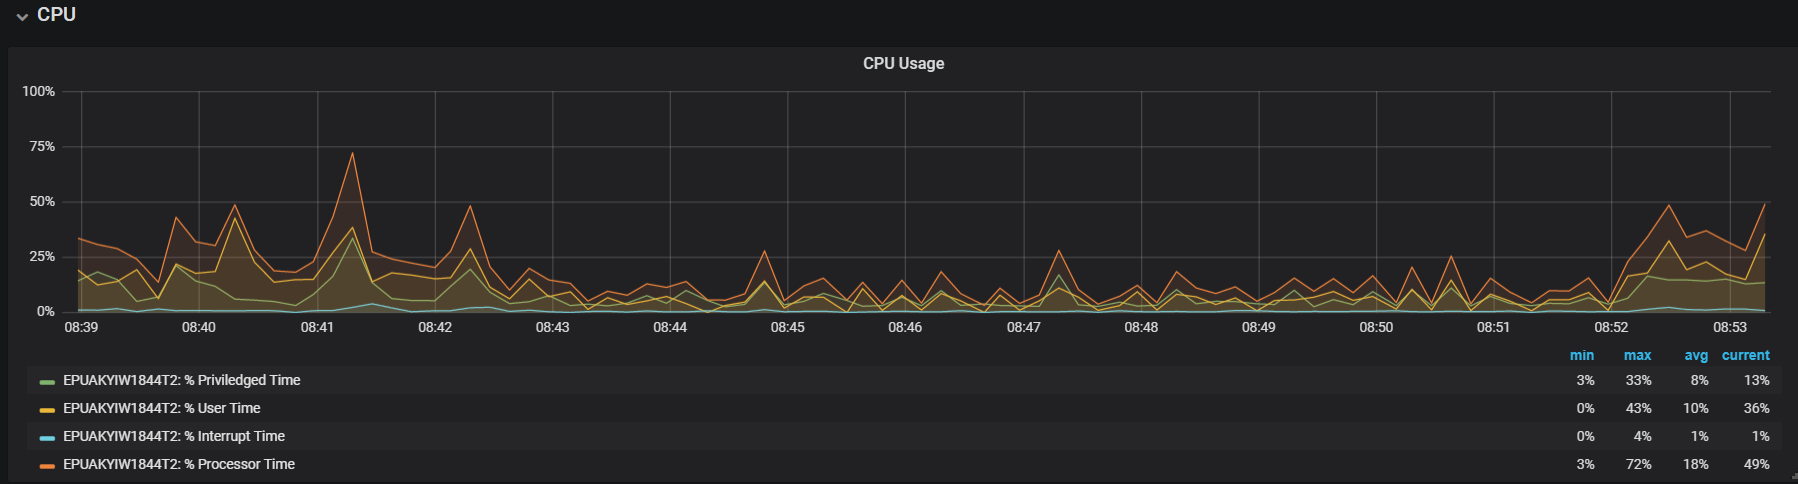 CPU
CPU Usage
100%
75%
50%
25%
0%
08:39 08:40 08:41 08:42 08:43 08:44 08:45 08:46 08:47 08:48 08:49 08:50 08:51 08:52 08:53
min max avg current
EPUAKYIW1844T2: % Priviledged Time 3% 33% 8% 13%
EPUAKYIW1844T2: % User Time 0% 43% 10% 36%
EPUAKYIW1844T2: % Interrupt Time 0% 4% 1% 1%
EPUAKYIW1844T2: % Processor Time 3% 72% 18% 49%